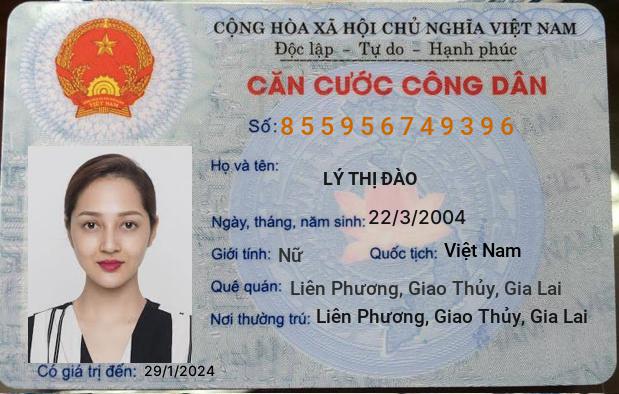 CỘNG HÒA XÃ HỘI CHỦ NGHĨA VIỆT NAM
Độc lập - Tự do - Hạnh phúc
CĂN CƯỚC CÔNG DÂN
Số: 855956749396
Họ và tên:
LÝ THỊ ĐÀO
Ngày, tháng, năm sinh: 22/3/2004
Giới tính: Nữ Quốc tịch: Việt Nam
Quê quán: Liên Phương, Giao Thủy, Gia Lai
Nơi thường trú: Liên Phương, Giao Thủy, Gia Lai
Có giá trị đến: 29/1/2024
VIỆT NAM